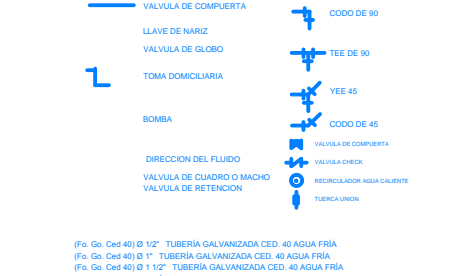 VALVULA DE COMPUERTA
LLAVE DE NARIZ
VALVULA DE GLOBO
TOMA DOMICILIARIA
BOMBA
DIRECCION DEL FLUIDO
VALVULA DE CUADRO O MACHO
VALVULA DE RETENCION
CODO DE 90
TEE DE 90
YEE 45
CODO DE 45
VALVULA DE COMPUERTA
VALVULA CHECK
RECIRCULADOR AGUA CALIENTE
TUERCA UNION
(Fo. Go. Ced 40) Ø 1/2" TUBERÍA GALVANIZADA CED. 40 AGUA FRÍA
(Fo. Go. Ced 40) Ø 1" TUBERÍA GALVANIZADA CED. 40 AGUA FRÍA
(Fo. Go. Ced 40) Ø 1 1/2" TUBERÍA GALVANIZADA CED. 40 AGUA FRÍA